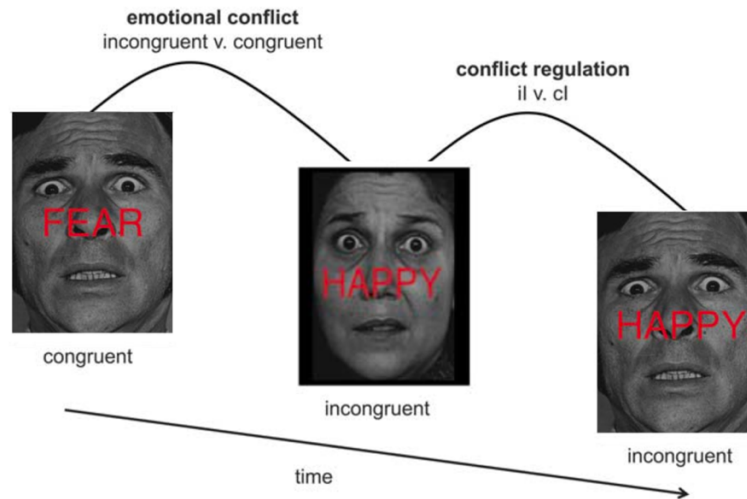 emotional conflict
incongruent v. congruent
conflict regulation
iI v. cI
FEAR
HAPPY
HAPPY
congruent
incongruent
incongruent
time